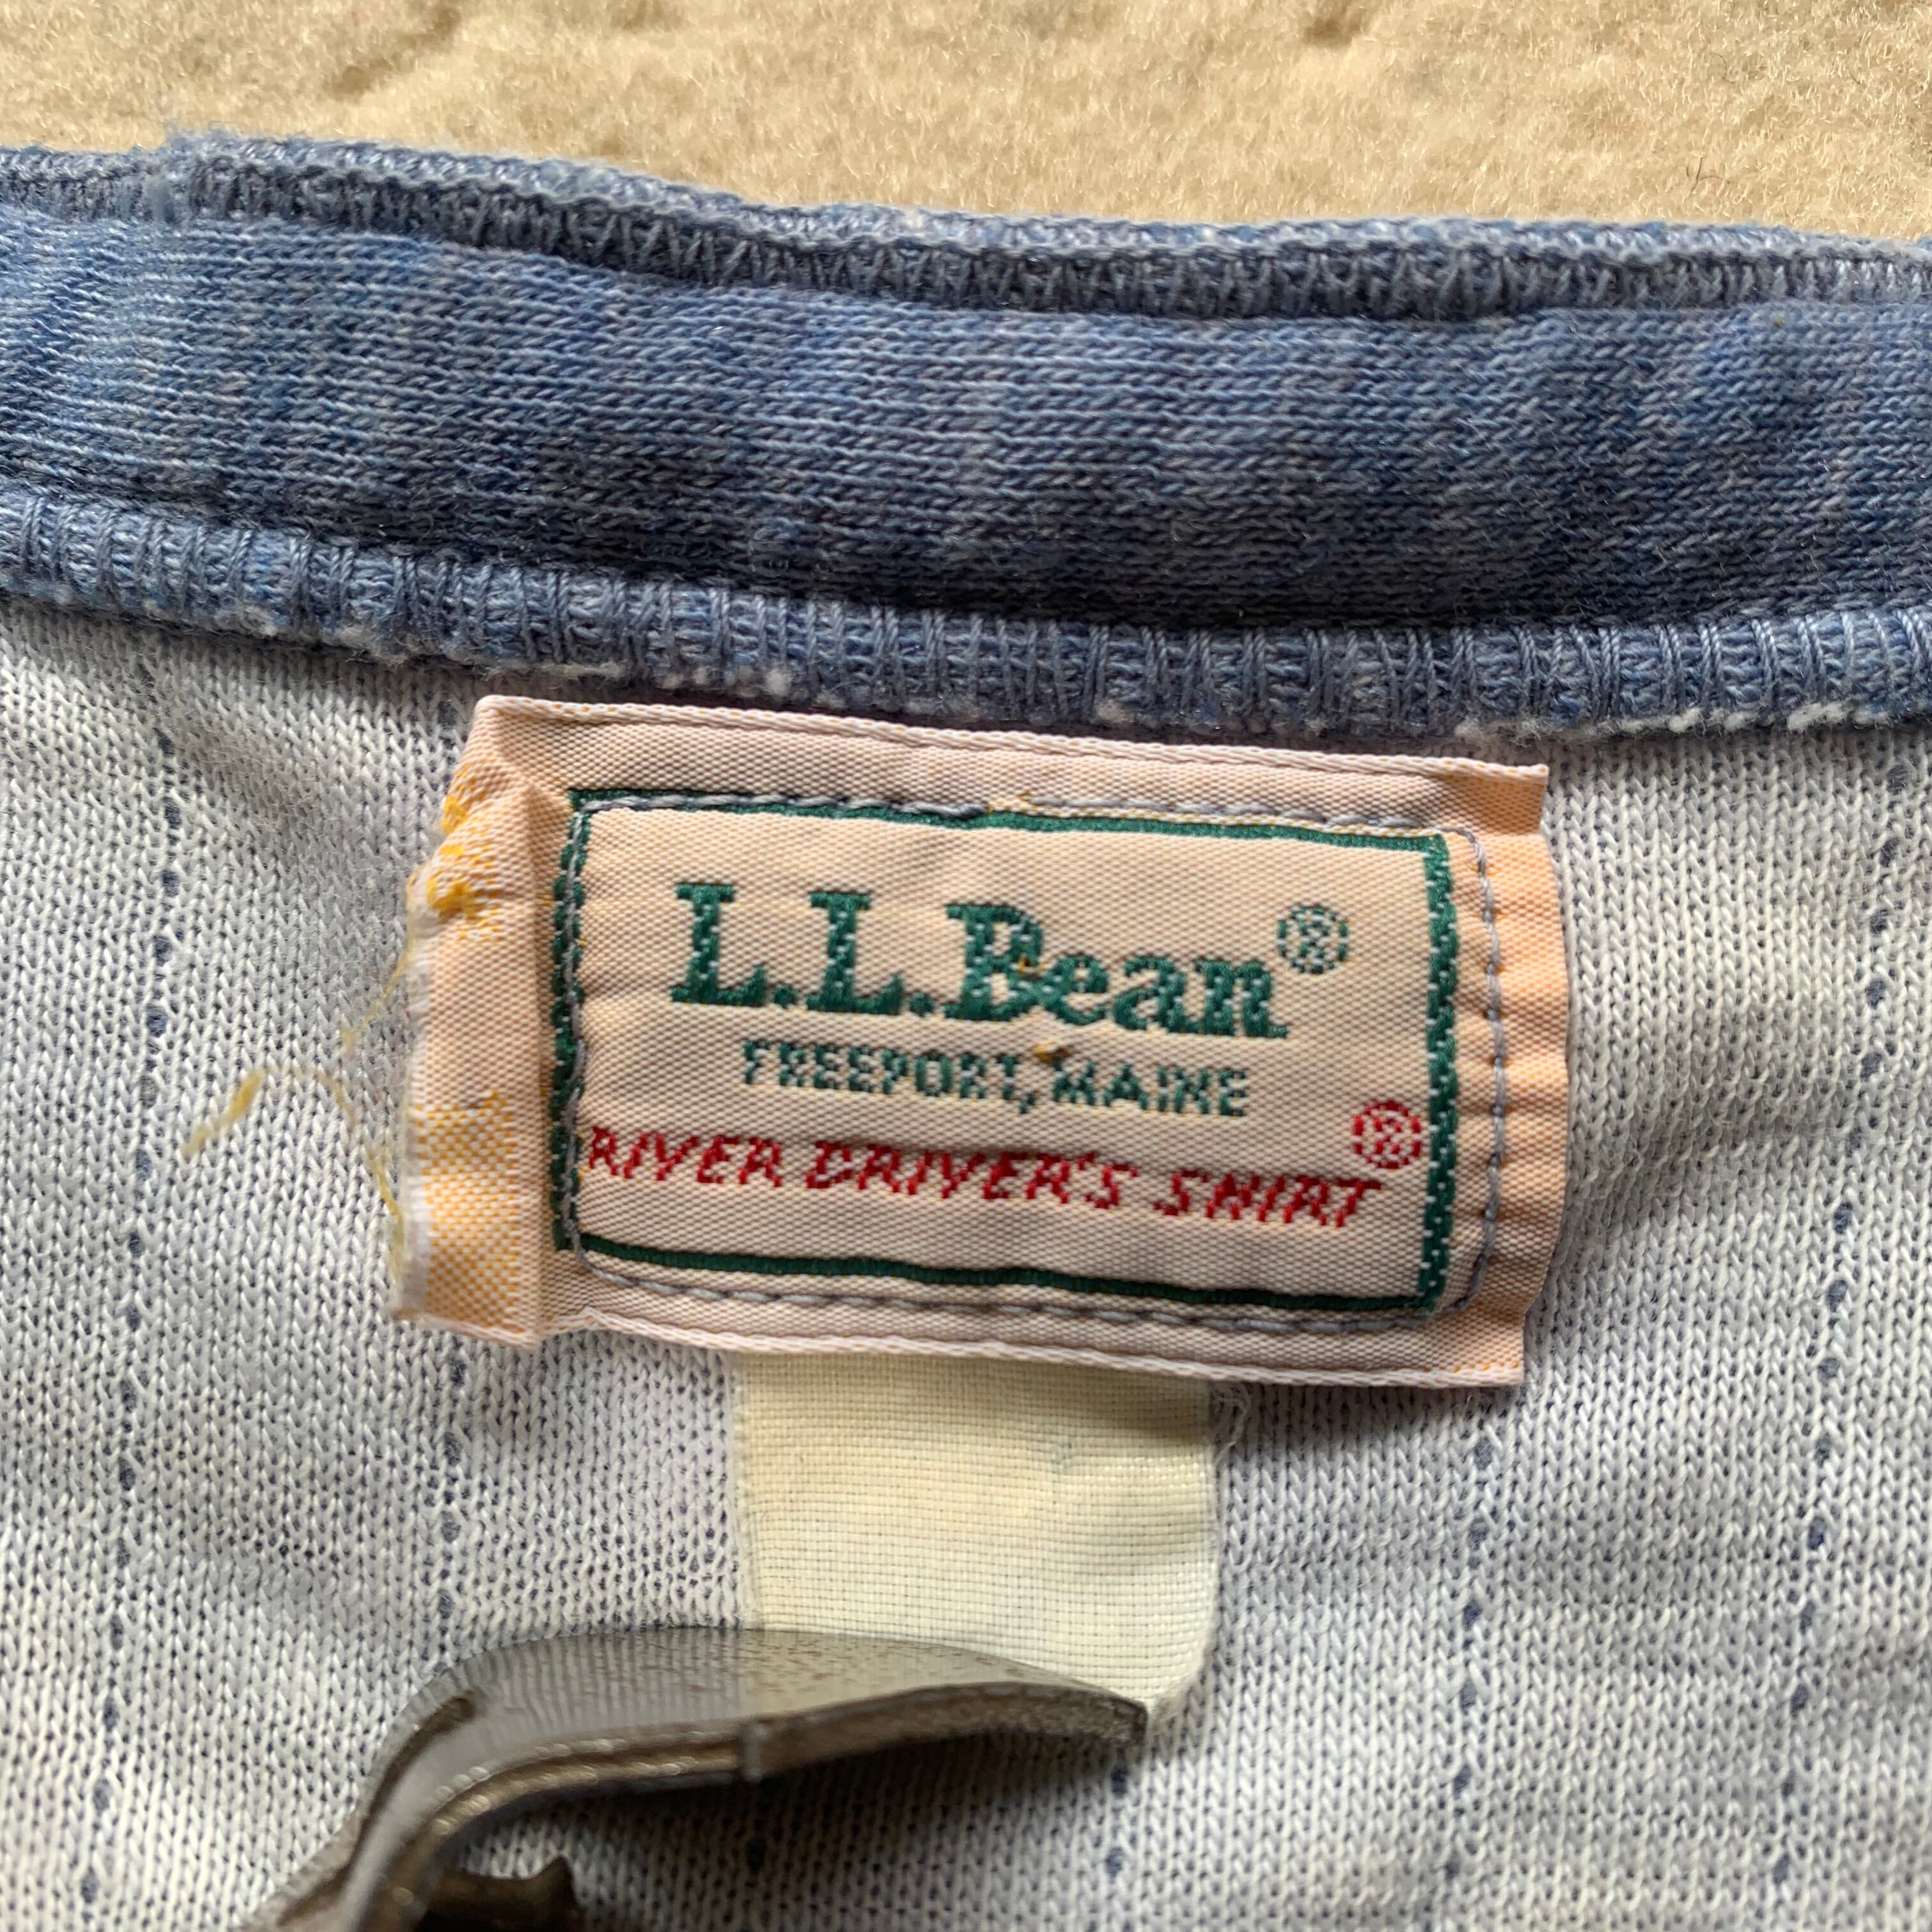 L.L.Bean®
FREEPORT, MAINE
RIVER DRIVER'S SHIRT®